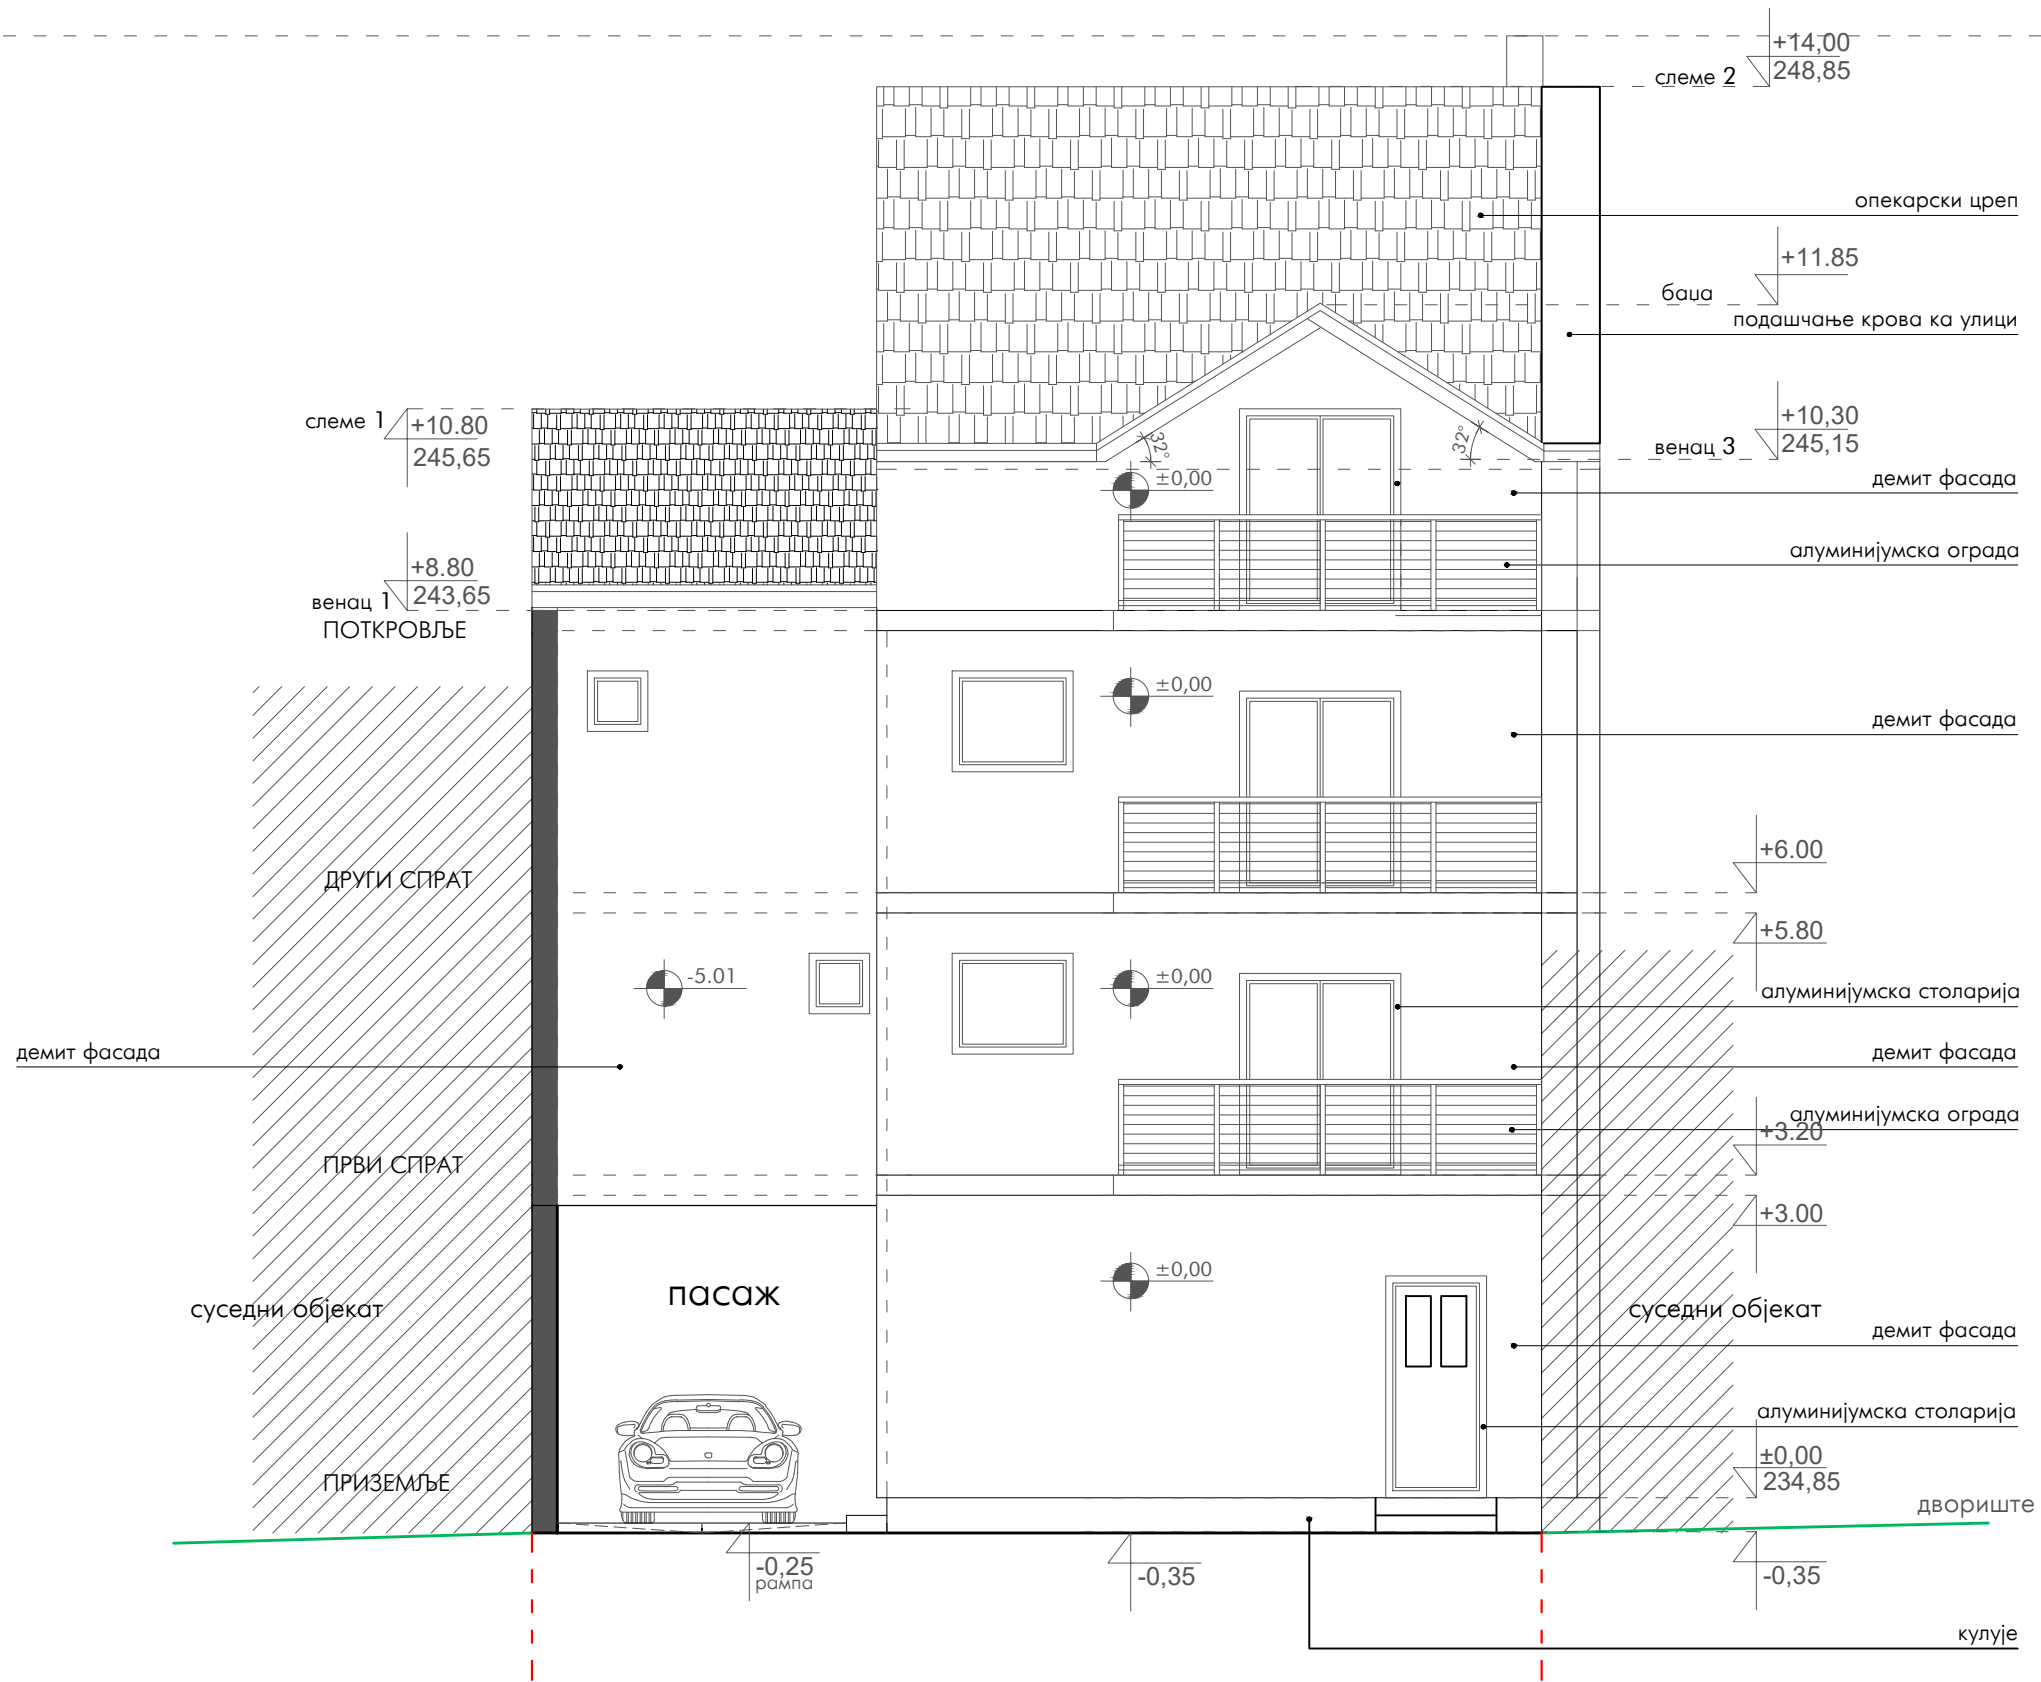 +14,00
слеме 2
248,85
опекарски цреп
+11.85
баџа
подашчање крова ка улици
слеме 1
+10.80
245,65
+10,30
венац 3
245,15
32°
32°
±0,00
демит фасада
алуминијумска ограда
+8.80
венац 1
243,65
ПОТКРОВЉЕ
±0,00
демит фасада
+6.00
ДРУГИ СПРАТ
+5.80
-5.01
±0,00
алуминијумска столарија
демит фасада
демит фасада
алуминијумска ограда
+3.20
ПРВИ СПРАТ
+3.00
±0,00
пасаж
суседни објекат
суседни објекат
демит фасада
алуминијумска столарија
±0,00
234,85
ПРИЗЕМЉЕ
двориште
-0,25
рампа
-0,35
-0,35
кулује